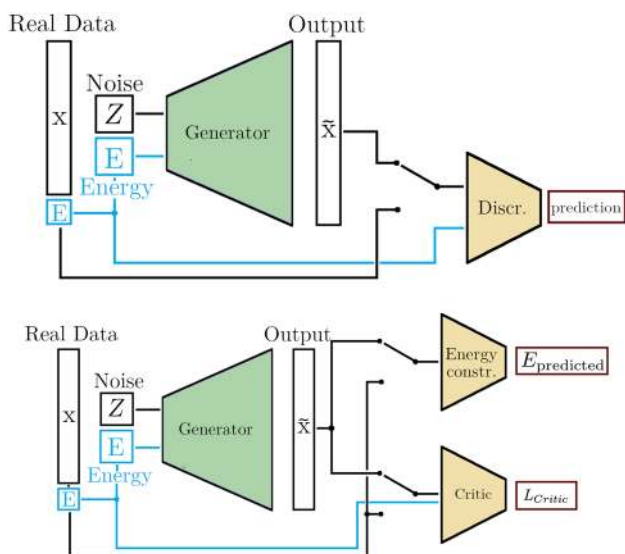 Real Data
Output
Noise
x
Z
Generator
x̃
E
Energy
E
Discr.
prediction
Real Data
Output
Noise
x
Z
Generator
x̃
Energy
constr.
E_predicted
E
Energy
E
Critic
L_Critic